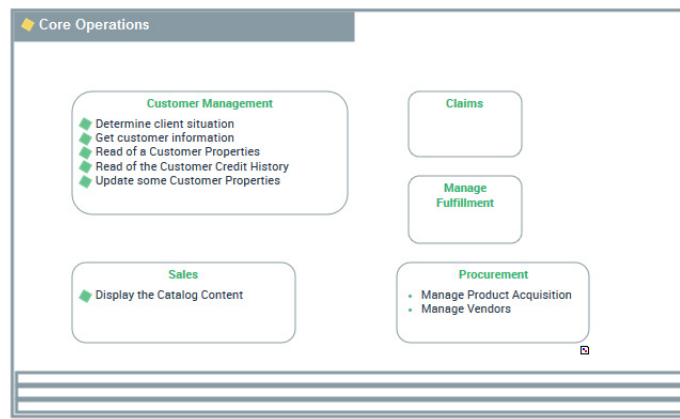 Core Operations
Customer Management
Determine client situation
Get customer information
Read of a Customer Properties
Read of the Customer Credit History
Update some Customer Properties
Claims
Manage
Fulfillment
Sales
Display the Catalog Content
Procurement
Manage Product Acquisition
Manage Vendors